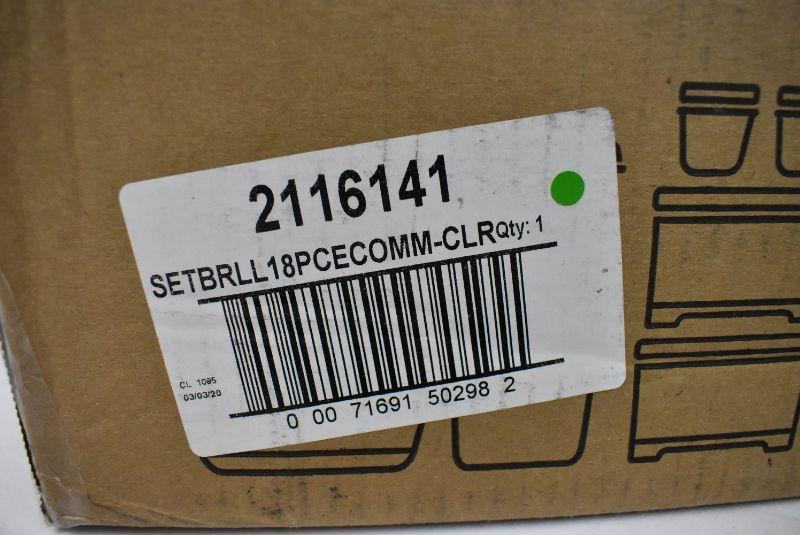 2116141
SETBRLL18PCECOMM-CLR Qty: 1
CL 1095
03/03/20
0 00 71691 50298 2